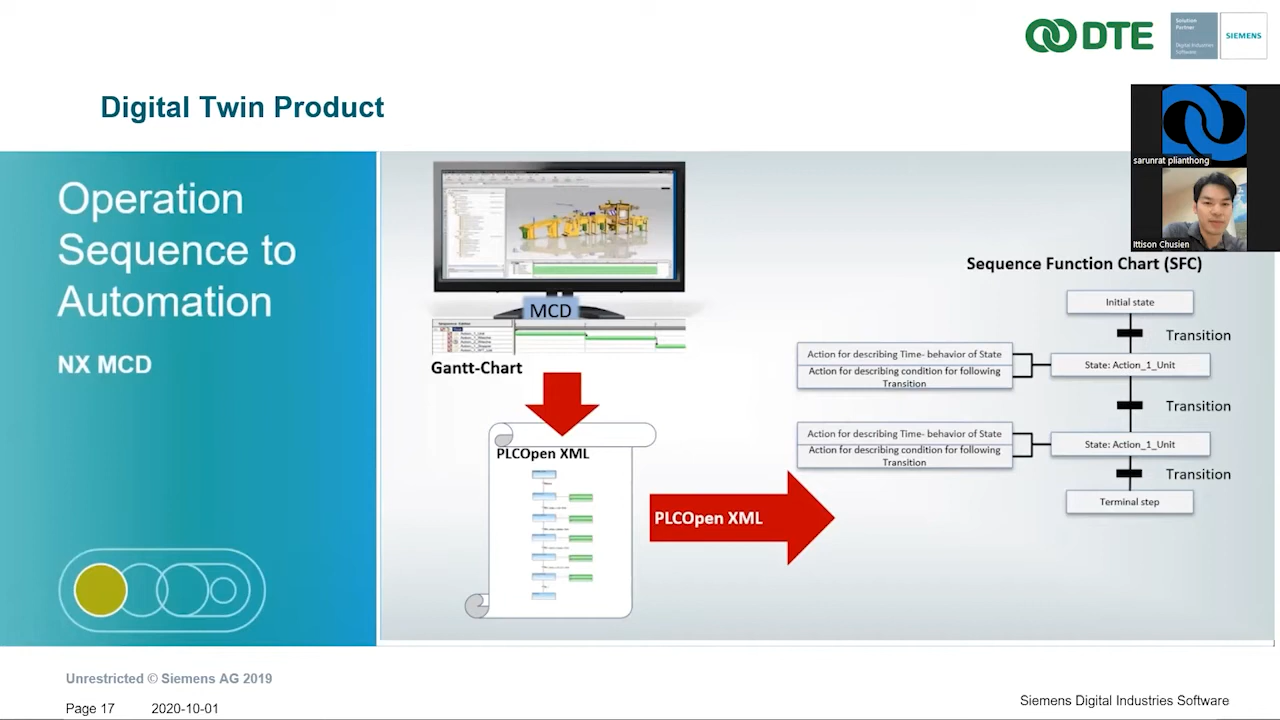 DTE
Solution
Partner
Digital Industries
Software
SIEMENS
Digital Twin Product
sarunrat plianthong
Ittison Chusien
Operation
Sequence to
Automation
NX MCD
MCD
Gantt-Chart
PLCOpen XML
PLCOpen XML
Sequence Function Chart (SFC)
Initial state
Transition
Action for describing Time- behavior of State
Action for describing condition for following
Transition
State: Action_1_Unit
Transition
Action for describing Time- behavior of State
Action for describing condition for following
Transition
State: Action_1_Unit
Transition
Terminal step
Unrestricted © Siemens AG 2019
Page 17 2020-10-01
Siemens Digital Industries Software